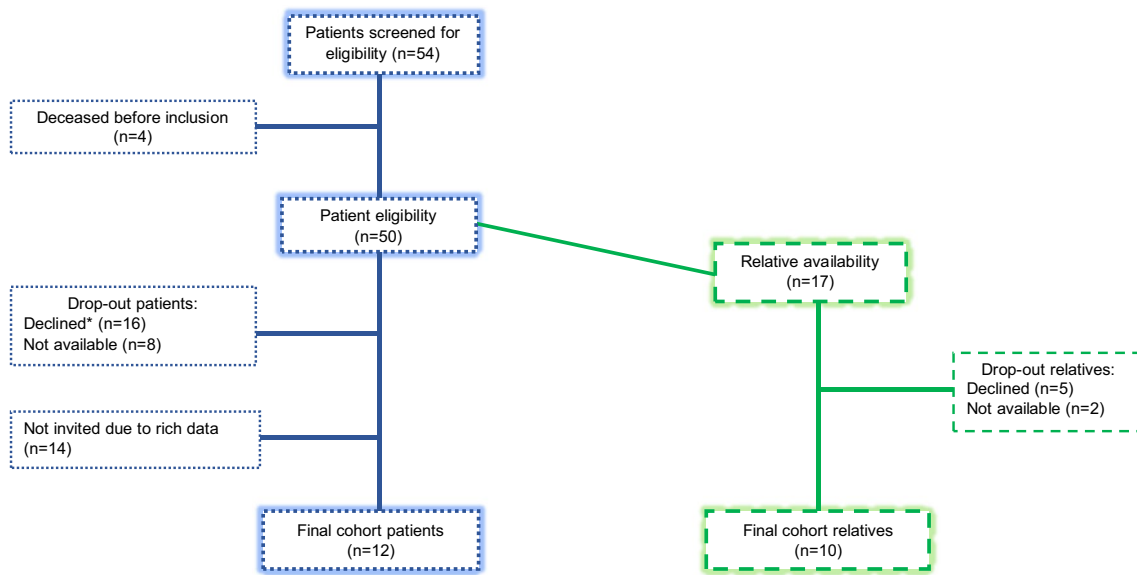 Patients screened for
eligibility (n=54)
Deceased before inclusion
(n=4)
Patient eligibility
(n=50)
Relative availability
(n=17)
Drop-out patients:
Declined* (n=16)
Not available (n=8)
Drop-out relatives:
Declined (n=5)
Not available (n=2)
Not invited due to rich data
(n=14)
Final cohort patients
(n=12)
Final cohort relatives
(n=10)